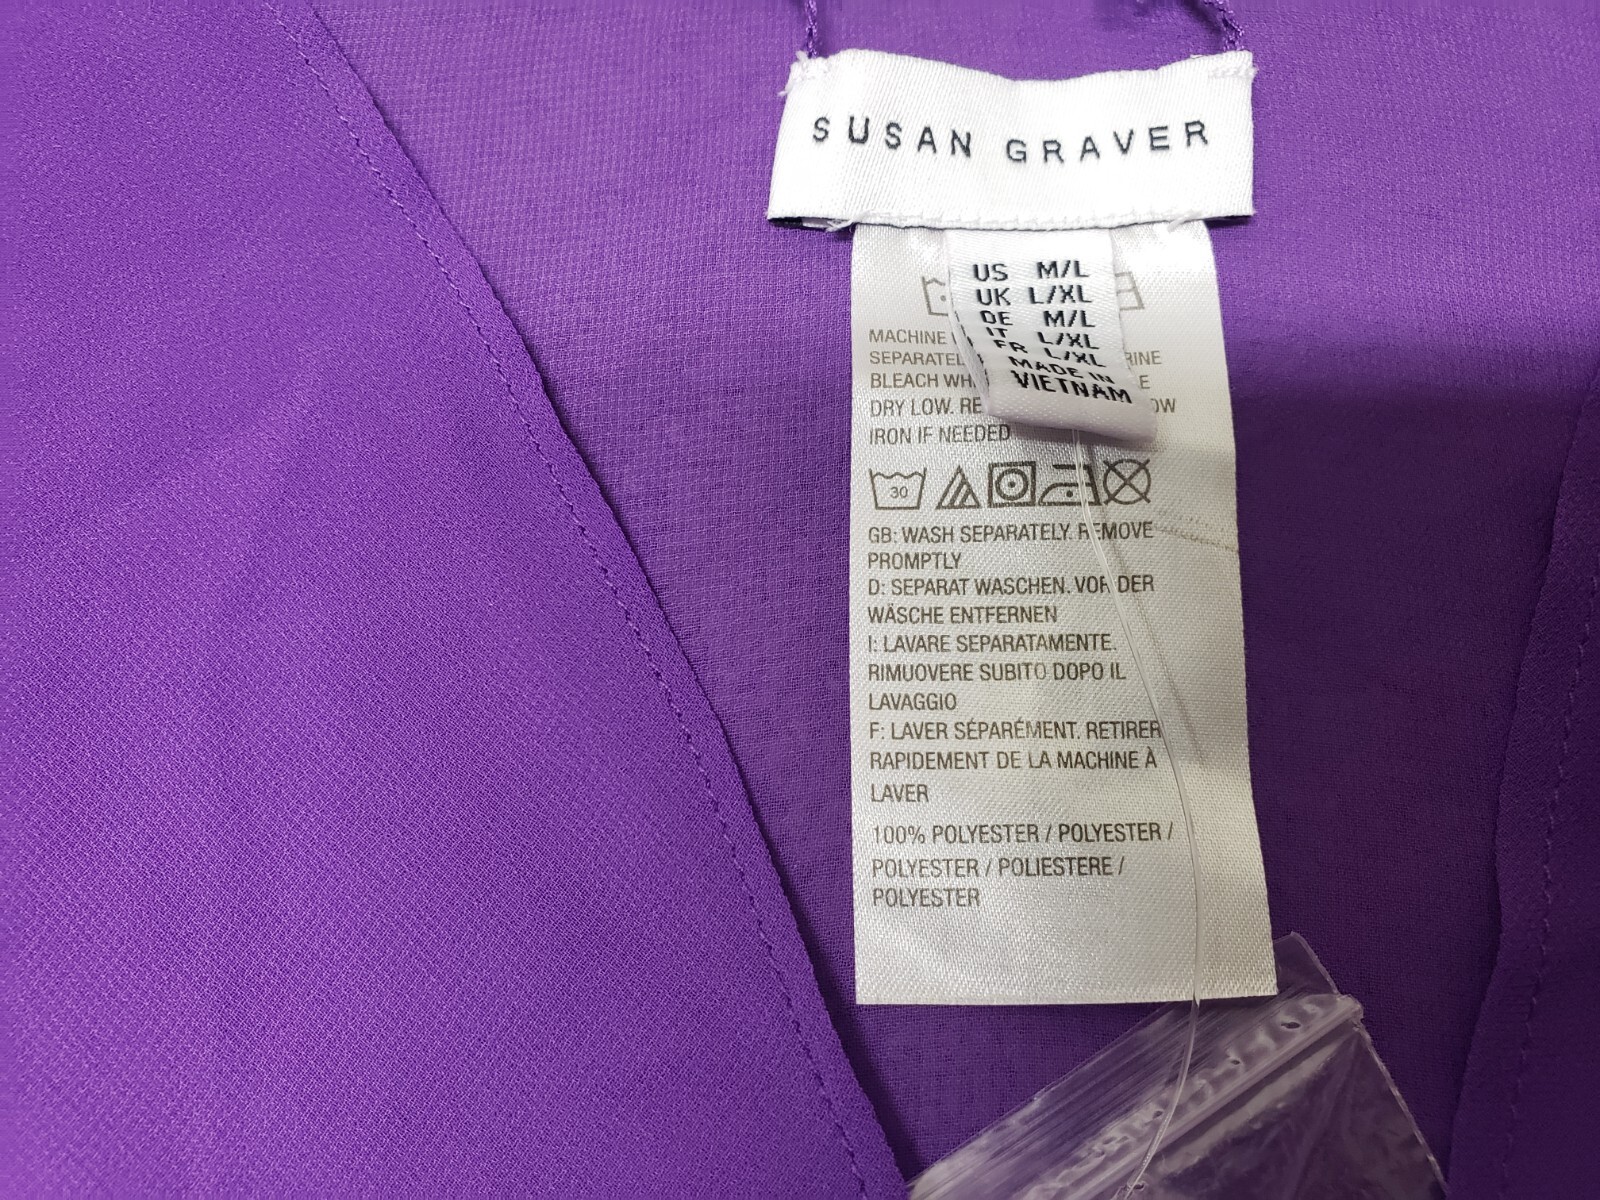 SUSAN GRAVER
US M/L
UK L/XL
DE M/L
IT L/XL
FR L/XL
MADE IN
VIETNAM
MACHINE
BLEACH
DRY LOW.
IRON IF NEEDED
30
GB: WASH SEPARATELY. REMOVE
PROMPTLY
D: SEPARAT WASCHEN. VOR DER
WÄSCHE ENTFERNEN
I: LAVARE SEPARATAMENTE.
RIMUOVERE SUBITO DOPO IL
LAVAGGIO
F: LAVER SÉPARÉMENT. RETIRER
RAPIDEMENT DE LA MACHINE À
LAVER
100% POLYESTER / POLYESTER /
POLYESTER / POLIESTERE /
POLYESTER